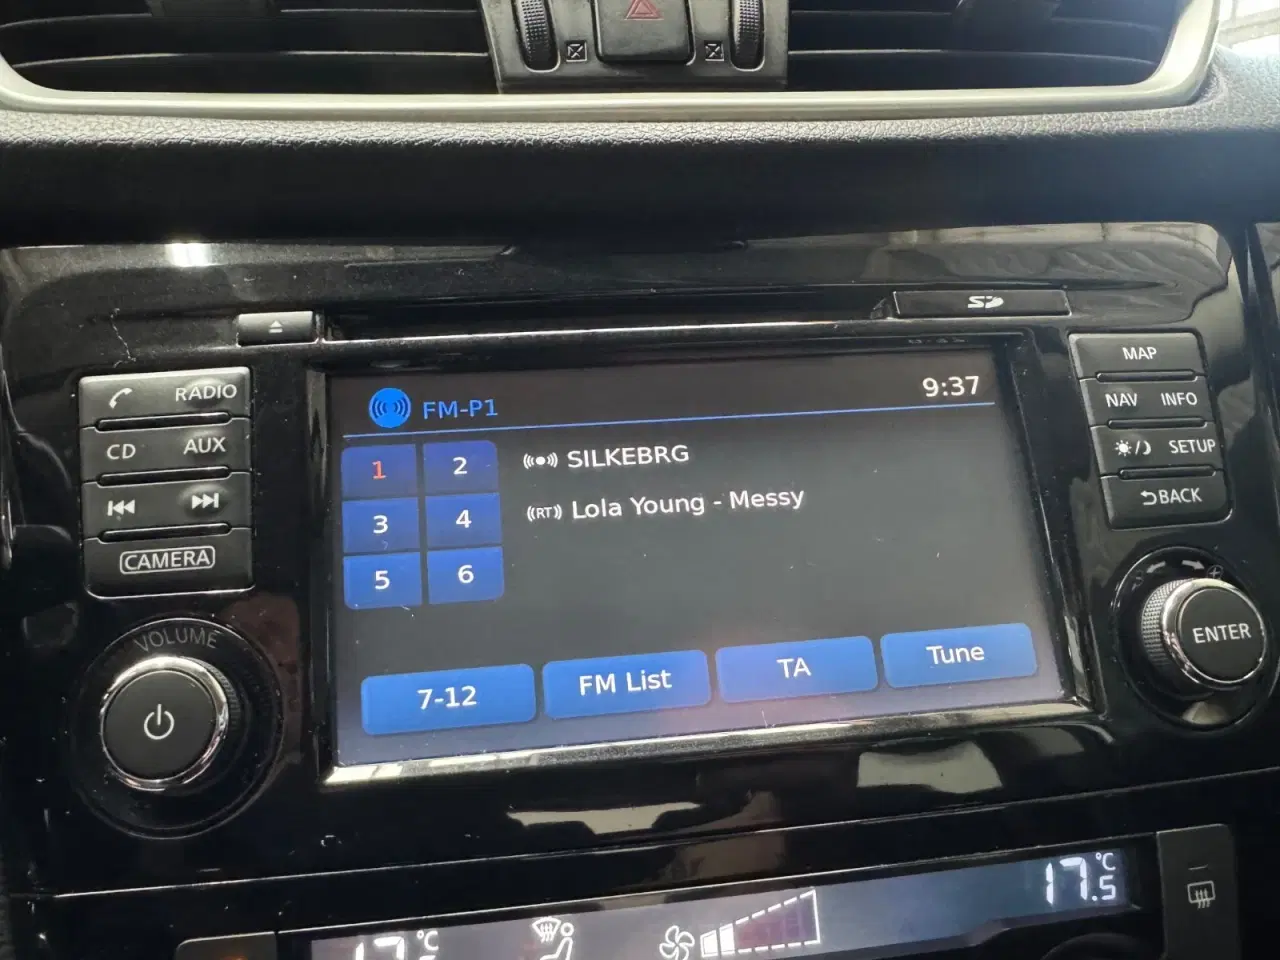 SD
RADIO
CD AUX
CAMERA
VOLUME
FM-P1 9:37
1 2
3 4
5 6
SILKEBRG
RT Lola Young - Messy
7-12 FM List TA Tune
MAP
NAV INFO
SETUP
BACK
ENTER
17.5°C